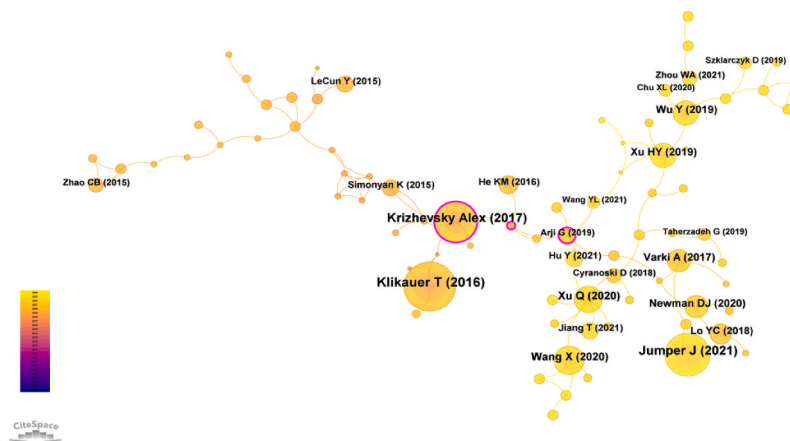 Szklarczyk D (2019)
Zhou WA (2021)
LeCun Y (2015)
Chu XL (2020)
Wu Y (2019)
Xu HY (2019)
Zhao CB (2015)
Simonyan K (2015)
He KM (2016)
Wang YL (2021)
Krizhevsky Alex (2017)
Arji G (2019)
Taherzadeh G (2019)
Hu Y (2021)
Varki A (2017)
Cyranoski D (2018)
Klikauer T (2016)
Xu Q (2020)
Newman DJ (2020)
Jiang T (2021)
Lo YC (2018)
Jumper J (2021)
Wang X (2020)
CiteSpace